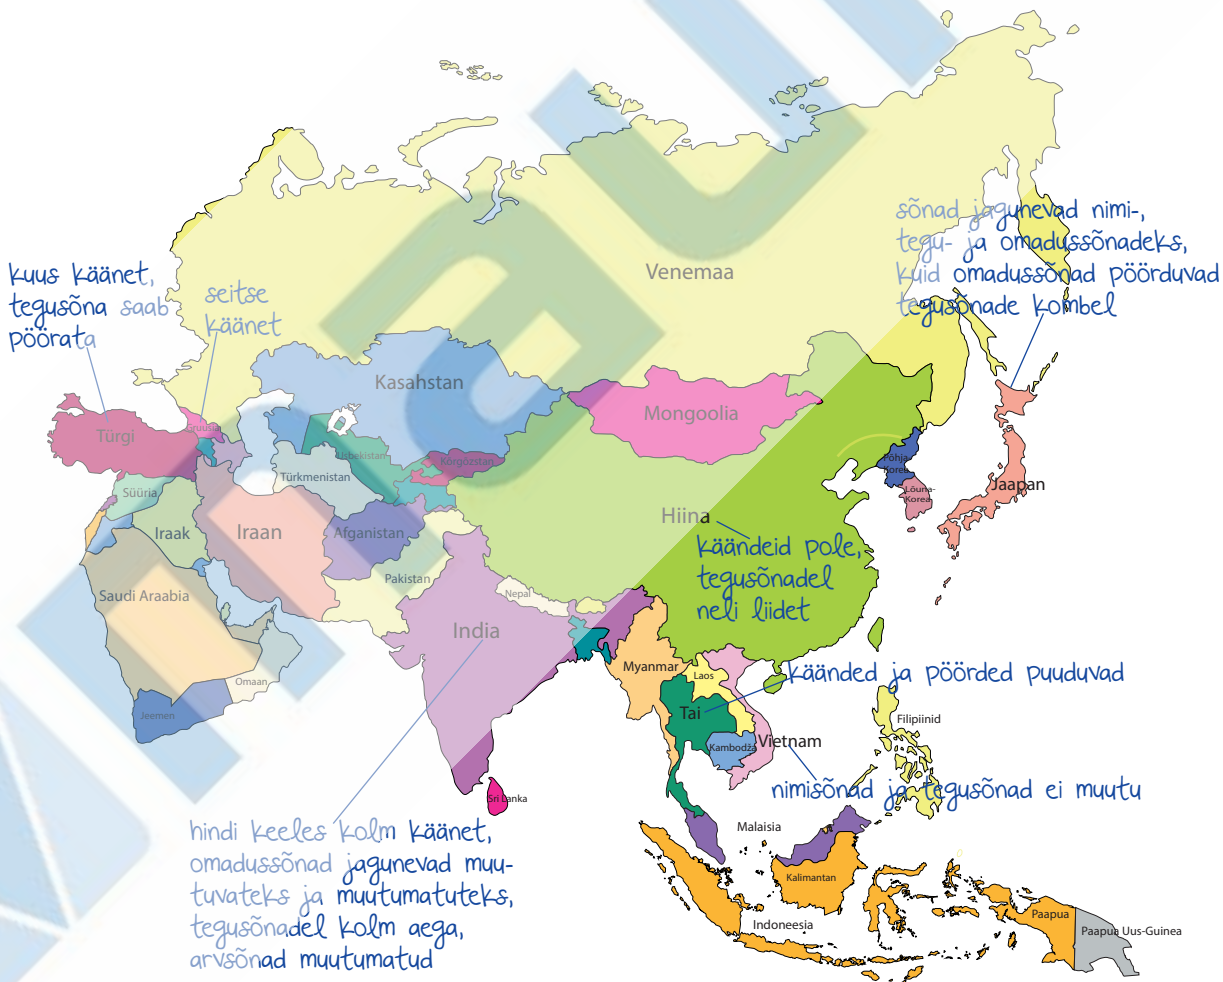 sõnad jagunevad nimi-,
tegu- ja omadussõnadeks,
kuid omadussõnad pöörduvad
tegusõnade kombel
kuus käänet,
tegusõna saab
pöörata
seitse
käänet
Venemaa
Kasahstan
Mongoolia
Türgi
Gruusia
Usbekistan
Kõrgõzstan
Türkmenistan
Põhja-
Korea
Lõuna-
Korea
Jaapan
Süüria
Iraak
Iraan
Afganistan
Hiina
käändeid pole,
tegusõnadel
neli liidet
Pakistan
Nepal
Saudi Araabia
India
Omaan
Jeemen
Myanmar
Laos
käänded ja pöörded puuduvad
Tai
Kambodža
Vietnam
Filipiinid
nimisõnad ja tegusõnad ei muutu
Sri Lanka
hindi keeles kolm käänet,
omadussõnad jagunevad muu-
tuvateks ja muutumatuteks,
tegusõnadel kolm aega,
arvsõnad muutumatud
Malaisia
Kalimantan
Indoneesia
Paapua
Paapua Uus-Guinea